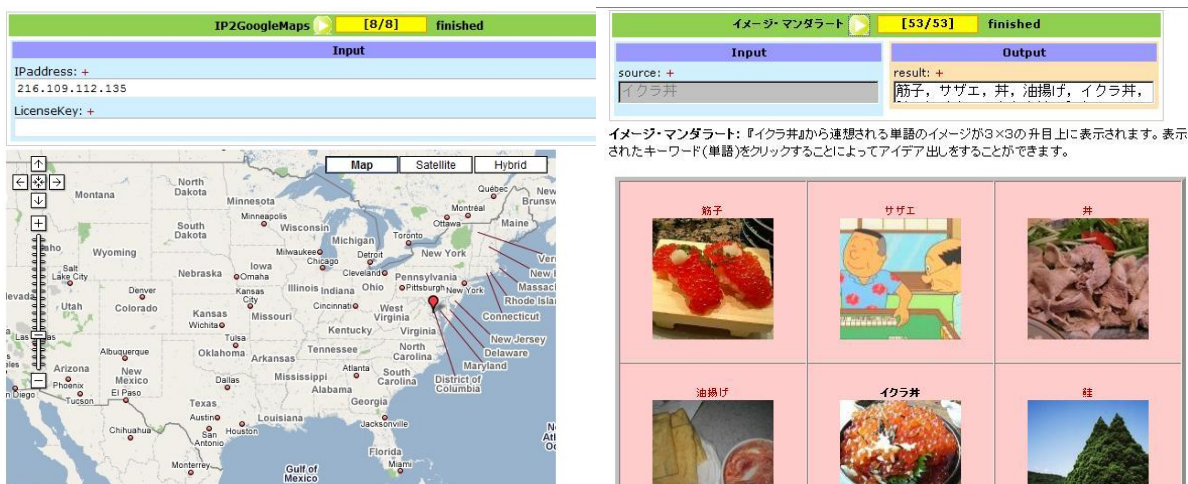 IP2GoogleMaps [8/8] finished
Input
IPaddress: +
216.109.112.135
LicenseKey: +
Map Satellite Hybrid
Montana
North Dakota
Minnesota
Minneapolis
Wisconsin
Michigan
Toronto
Ottawa
Montréal
Québec
Maine
New Brunsw
South Dakota
Wyoming
Milwaukee
Chicago
Detroit
New York
Iowa
Omaha
Nebraska
Cleveland
Pennsylvania
Pittsburgh
New York
Salt Lake City
Denver
Colorado
Utah
Kansas City
Kansas
Wichita
Missouri
Illinois
Indiana
Ohio
Cincinnati
West Virginia
Virginia
Kentucky
Rhode Isla
Connecticut
New Jersey
Delaware
Maryland
District of Columbia
Tulsa
Oklahoma
Arkansas
Tennessee
North Carolina
South Carolina
Atlanta
Albuquerque
New Mexico
Arizona
Phoenix
Tucson
El Paso
Dallas
Texas
Mississippi
Alabama
Georgia
Austin
San Antonio
Houston
Louisiana
Jacksonville
Florida
Miami
Chihuahua
Monterrey
Gulf of Mexico
イメージ・マンダラート [53/53] finished
Input Output
source: + result: +
イクラ丼 筋子, サザエ, 丼, 油揚げ, イクラ丼,
イメージ・マンダラート:『イクラ丼』から連想される単語のイメージが3×3の升目上に表示されます。表示
されたキーワード(単語)をクリックすることによってアイデア出しをすることができます。
筋子 サザエ 丼
油揚げ イクラ丼 鮭